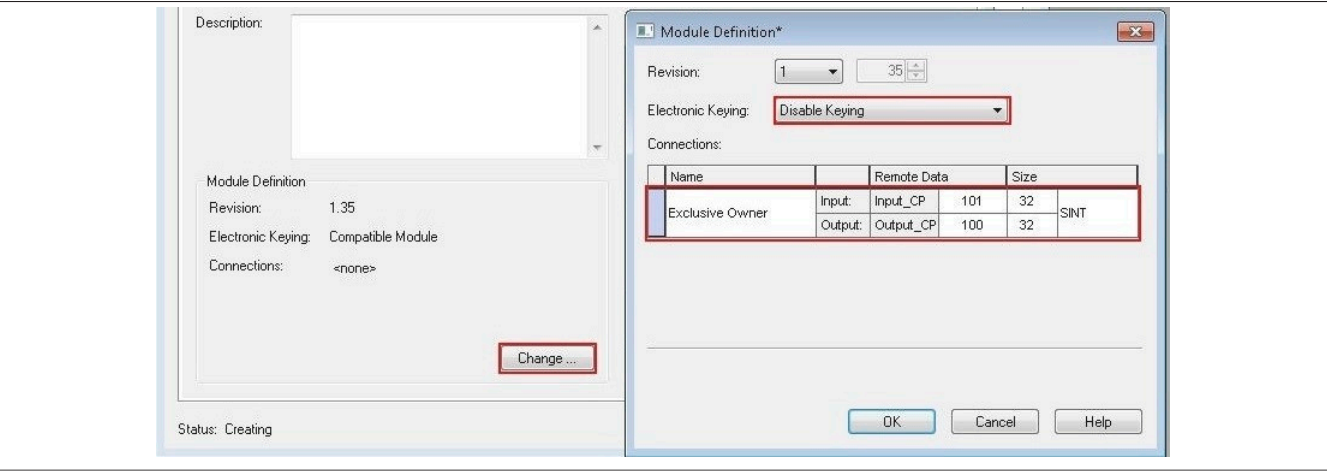 Description:
Module Definition
Revision: 1.35
Electronic Keying: Compatible Module
Connections: <none>
Change ...
Status: Creating
Module Definition*
Revision: 1 35
Electronic Keying: Disable Keying
Connections:
Name Remote Data Size
Exclusive Owner Input: Input_CP 101 32 SINT
Output: Output_CP 100 32
OK Cancel Help